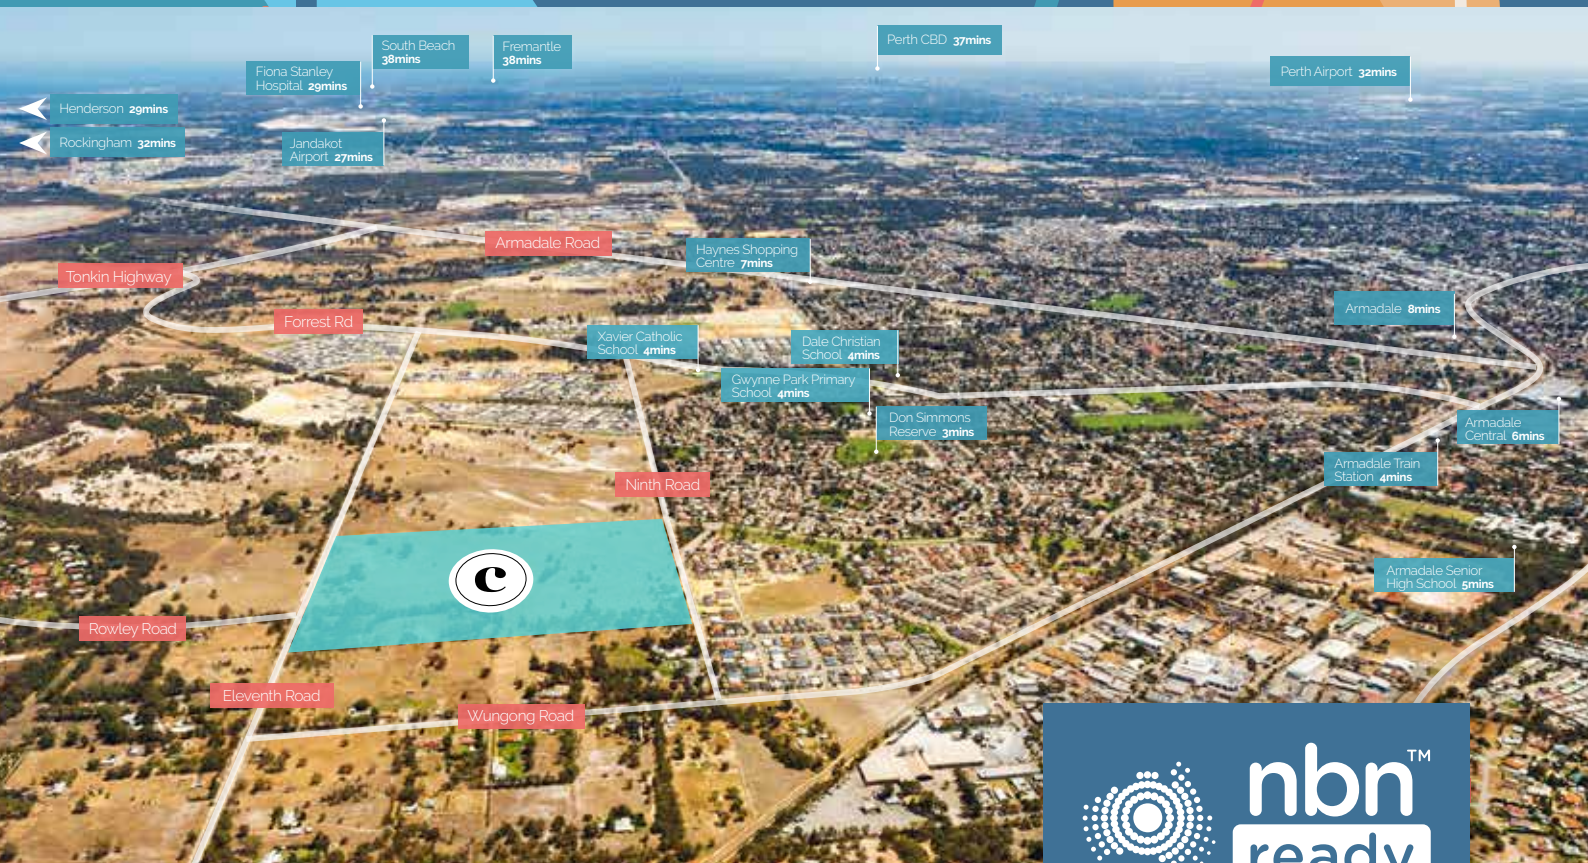 South Beach
38mins
Fremantle
38mins
Perth CBD 37mins
Fiona Stanley
Hospital 29mins
Perth Airport 32mins
Henderson 29mins
Rockingham 32mins
Jandakot
Airport 27mins
Armadale Road
Haynes Shopping
Centre 7mins
Tonkin Highway
Armadale 8mins
Forrest Rd
Xavier Catholic
School 4mins
Dale Christian
School 4mins
Gwynne Park Primary
School 4mins
Don Simmons
Reserve 3mins
Armadale
Central 6mins
Armadale Train
Station 4mins
Ninth Road
Armadale Senior
High School 5mins
c
Rowley Road
Eleventh Road
Wungong Road
nbn™
ready